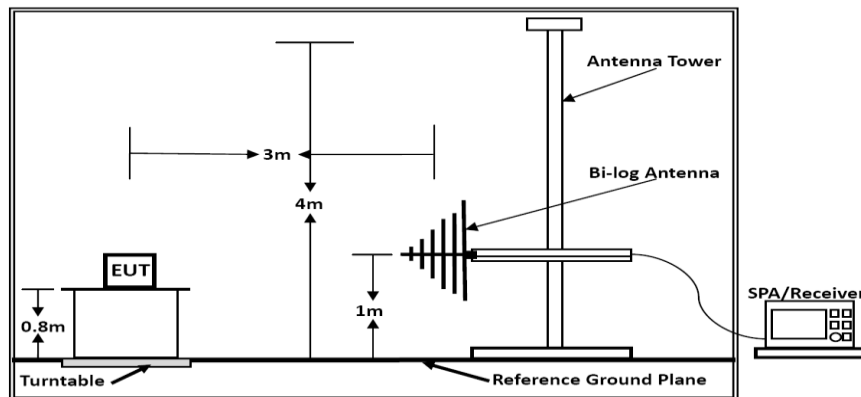 Antenna Tower
3m
Bi-log Antenna
4m
EUT
1m
0.8m
SPA/Receiver
Turntable
Reference Ground Plane